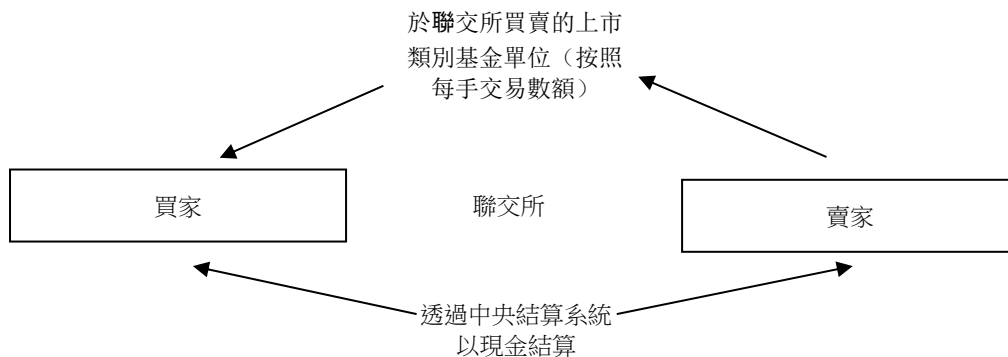 於聯交所買賣的上市
類別基金單位（按照
每手交易數額）
買家
聯交所
賣家
透過中央結算系統
以現金結算